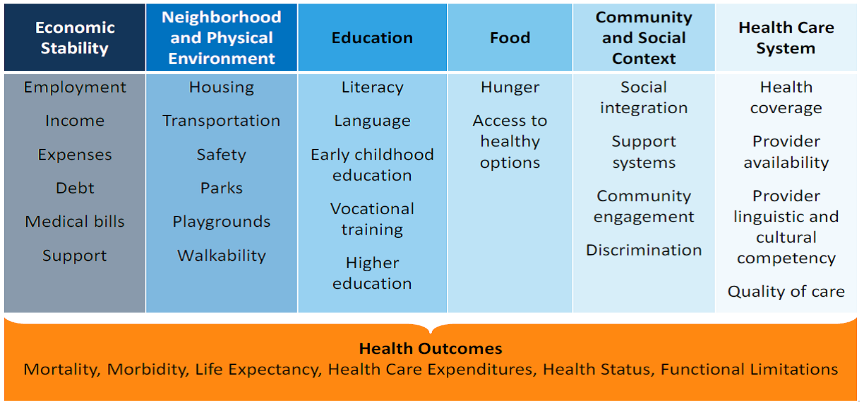 Economic
Stability
Neighborhood
and Physical
Environment
Education
Food
Community
and Social
Context
Health Care
System
Employment
Income
Expenses
Debt
Medical bills
Support
Housing
Transportation
Safety
Parks
Playgrounds
Walkability
Literacy
Language
Early childhood
education
Vocational
training
Higher
education
Hunger
Access to
healthy
options
Social
integration
Support
systems
Community
engagement
Discrimination
Health
coverage
Provider
availability
Provider
linguistic and
cultural
competency
Quality of care
Health Outcomes
Mortality, Morbidity, Life Expectancy, Health Care Expenditures, Health Status, Functional Limitations